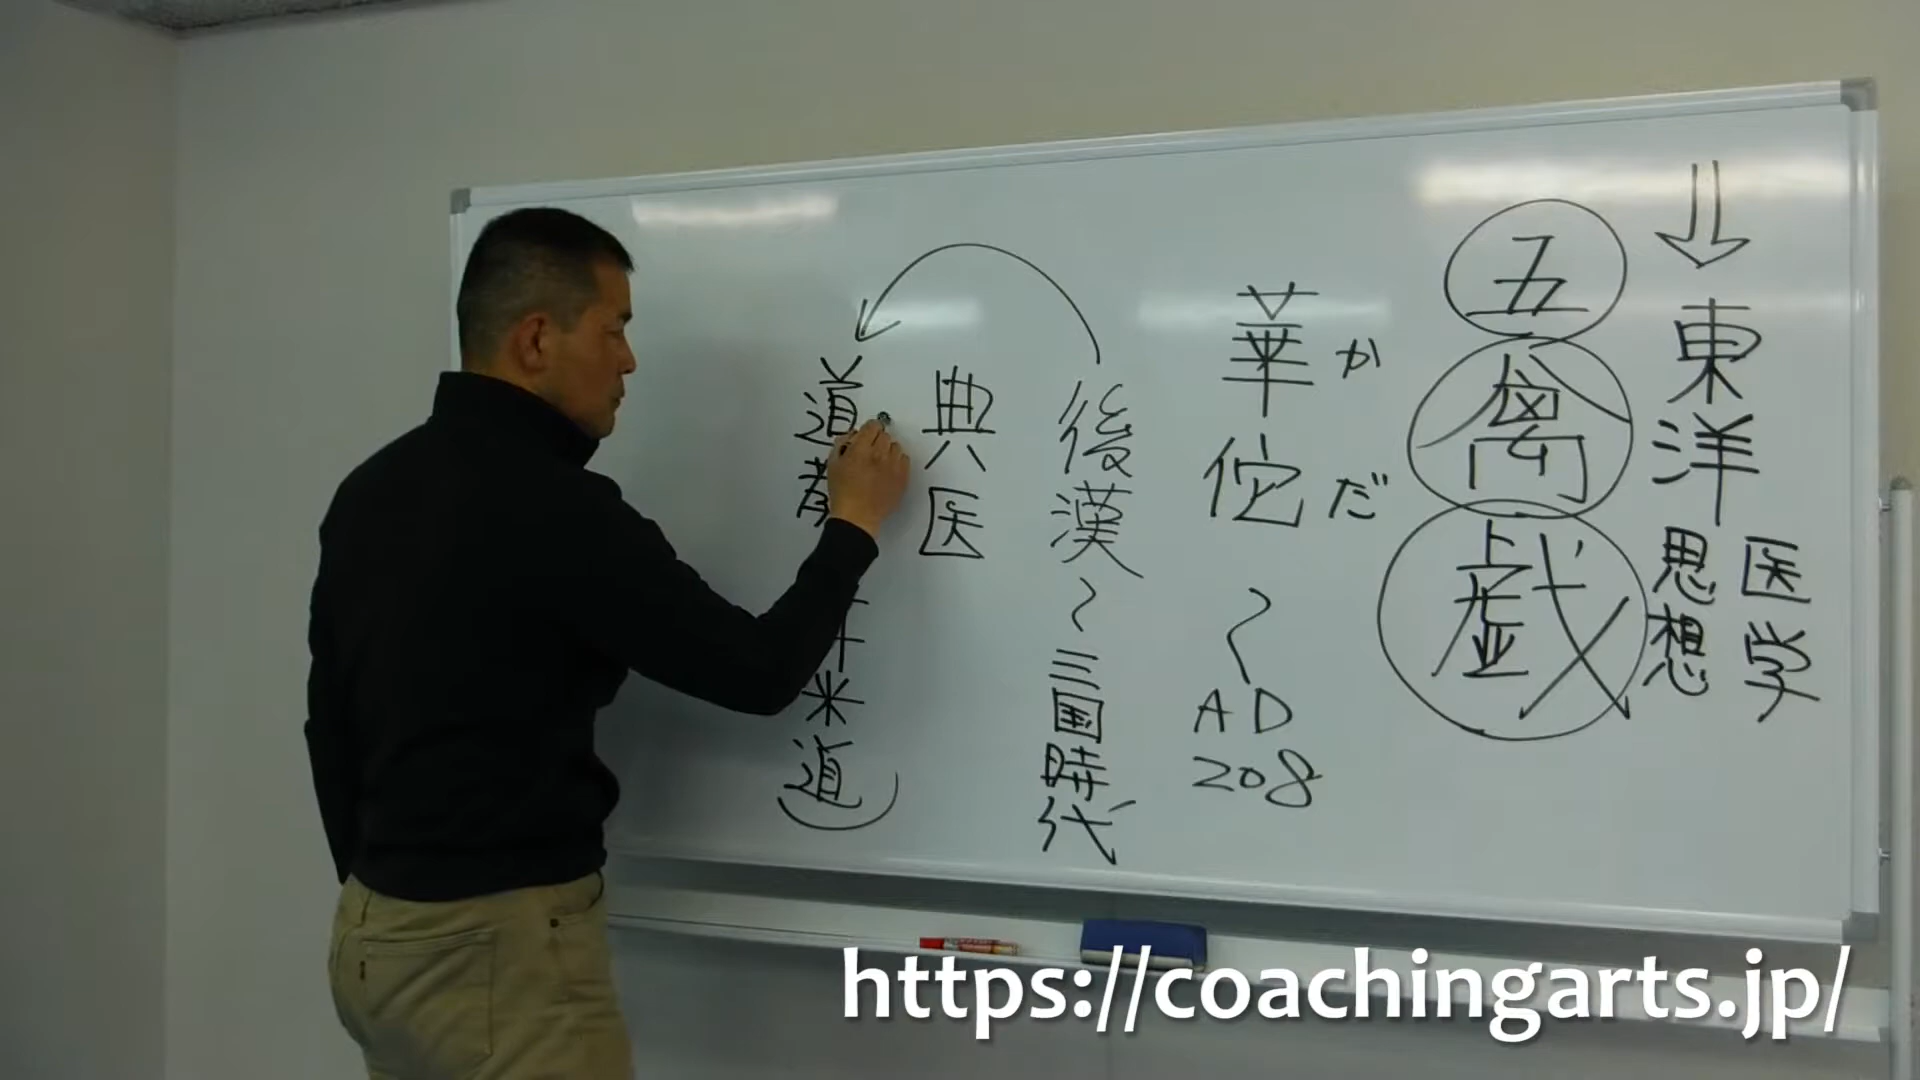 東洋
医学
思想
五禽戯
華佗
かだ
〜AD
208
後漢〜三国時代
典医
道教
米道
https://coachingarts.jp/